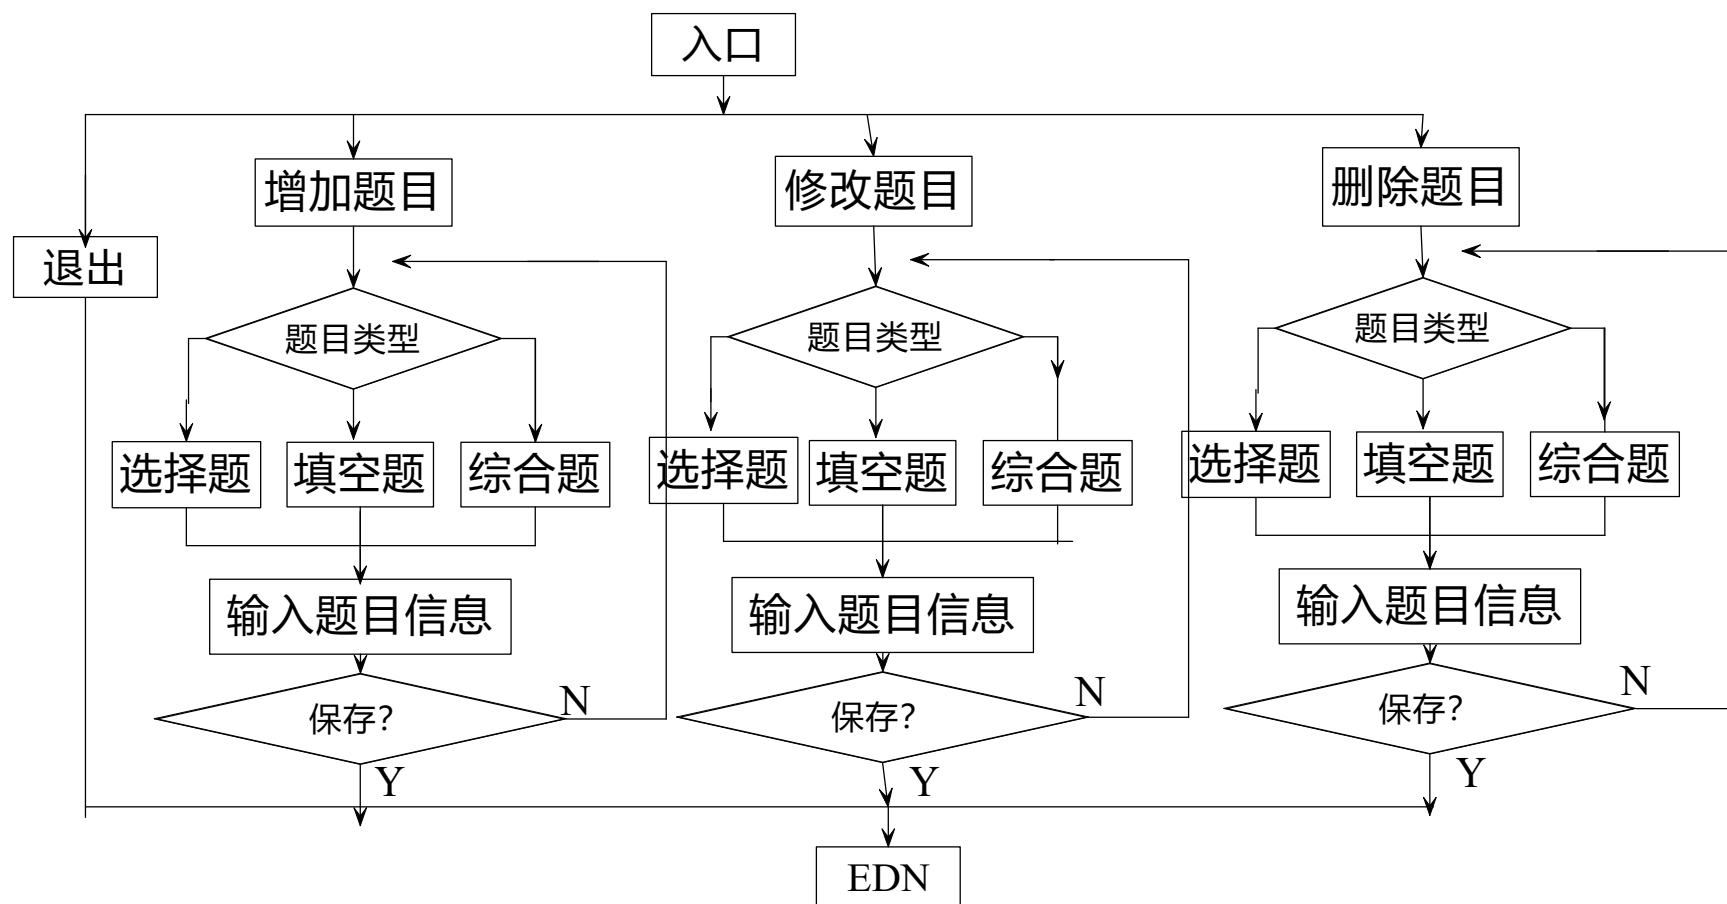 入口
增加题目
修改题目
删除题目
退出
题目类型
题目类型
题目类型
选择题
填空题
综合题
选择题
填空题
综合题
选择题
填空题
综合题
输入题目信息
输入题目信息
输入题目信息
保存?
N
保存?
N
保存?
N
Y
Y
Y
EDN